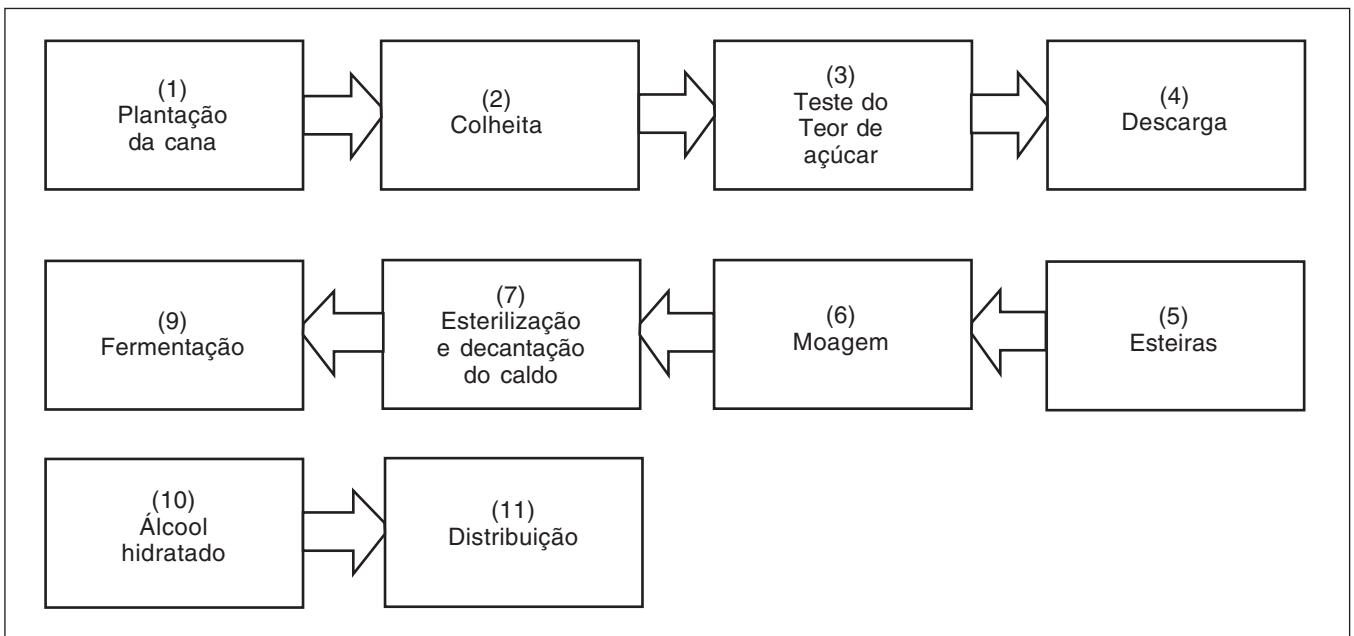 (1)
Plantação
da cana
(2)
Colheita
(3)
Teste do
Teor de
açúcar
(4)
Descarga
(9)
Fermentação
(7)
Esterilização
e decantação
do caldo
(6)
Moagem
(5)
Esteiras
(10)
Álcool
hidratado
(11)
Distribuição